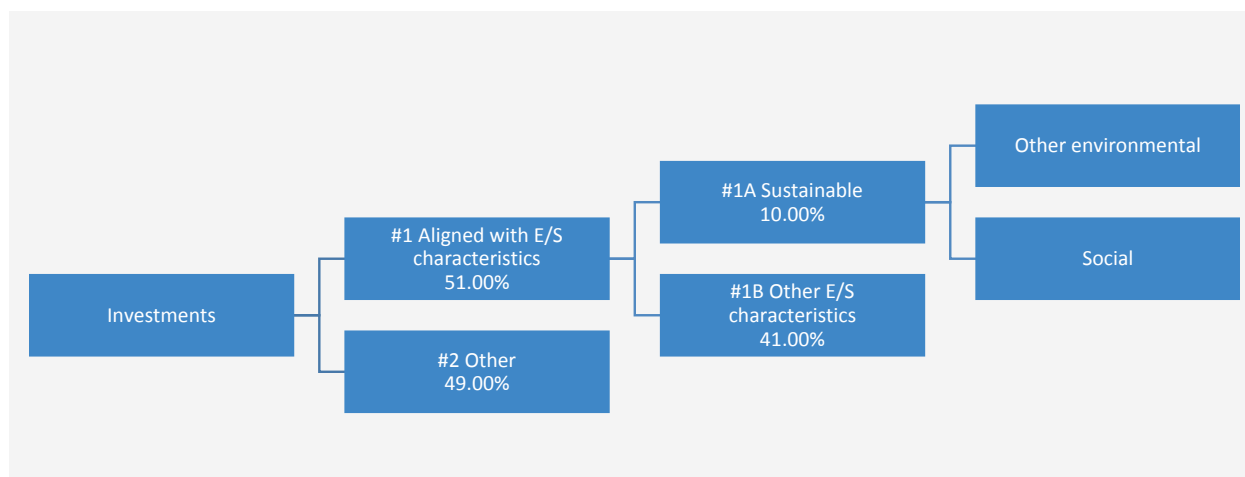 Investments
#1 Aligned with E/S
characteristics
51.00%
#2 Other
49.00%
#1A Sustainable
10.00%
#1B Other E/S
characteristics
41.00%
Other environmental
Social